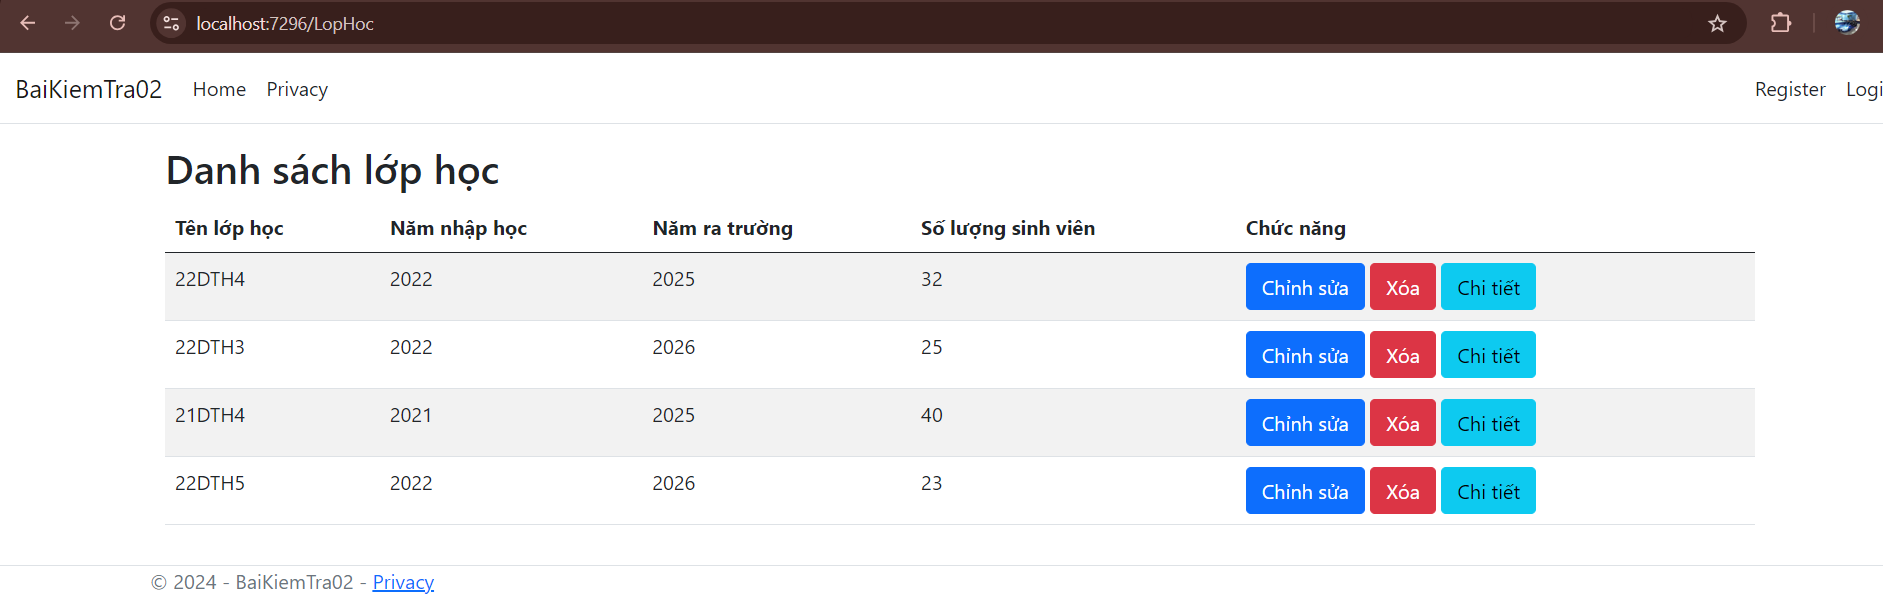 localhost:7296/LopHoc
BaiKiemTra02 Home Privacy Register Logi
Danh sách lớp học
Tên lớp học Năm nhập học Năm ra trường Số lượng sinh viên Chức năng
22DTH4 2022 2025 32 Chỉnh sửa Xóa Chi tiết
22DTH3 2022 2026 25 Chỉnh sửa Xóa Chi tiết
21DTH4 2021 2025 40 Chỉnh sửa Xóa Chi tiết
22DTH5 2022 2026 23 Chỉnh sửa Xóa Chi tiết
© 2024 - BaiKiemTra02 - Privacy